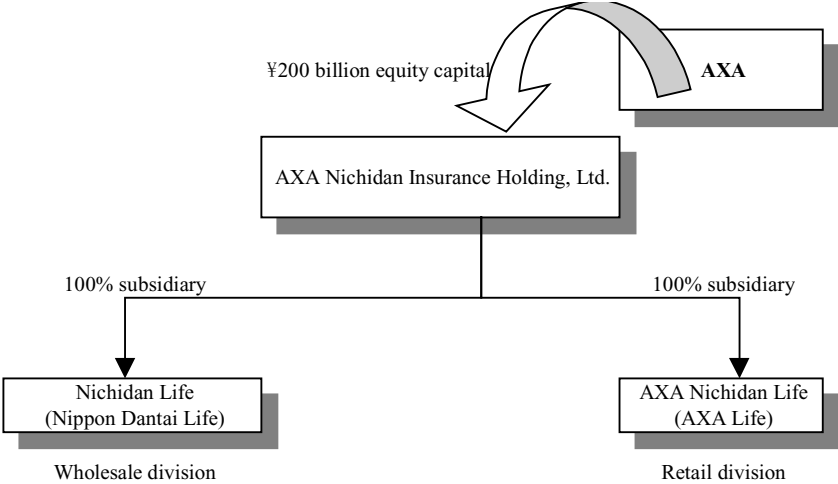 ¥200 billion equity capital
AXA
AXA Nichidan Insurance Holding, Ltd.
100% subsidiary
100% subsidiary
Nichidan Life
(Nippon Dantai Life)
AXA Nichidan Life
(AXA Life)
Wholesale division
Retail division